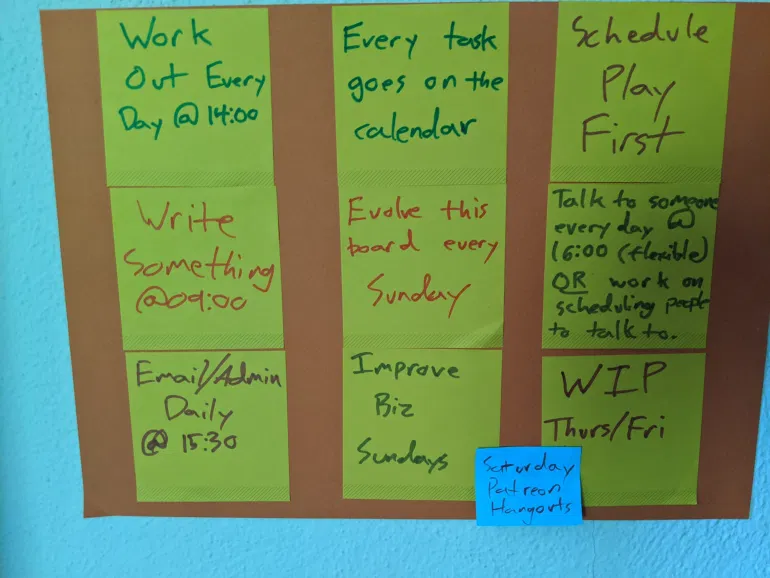 Work
Out Every
Day @ 14:00
Every task
goes on the
calendar
Schedule
Play
First
Write
Something
@09:00
Evolve this
board every
Sunday
Talk to someone
every day @
16:00 (flexible)
OR work on
scheduling people
to talk to.
Email/Admin
Daily
@ 15:30
Improve
Biz
Sundays
WIP
Thurs/Fri
Saturday
Patreon
Hangouts